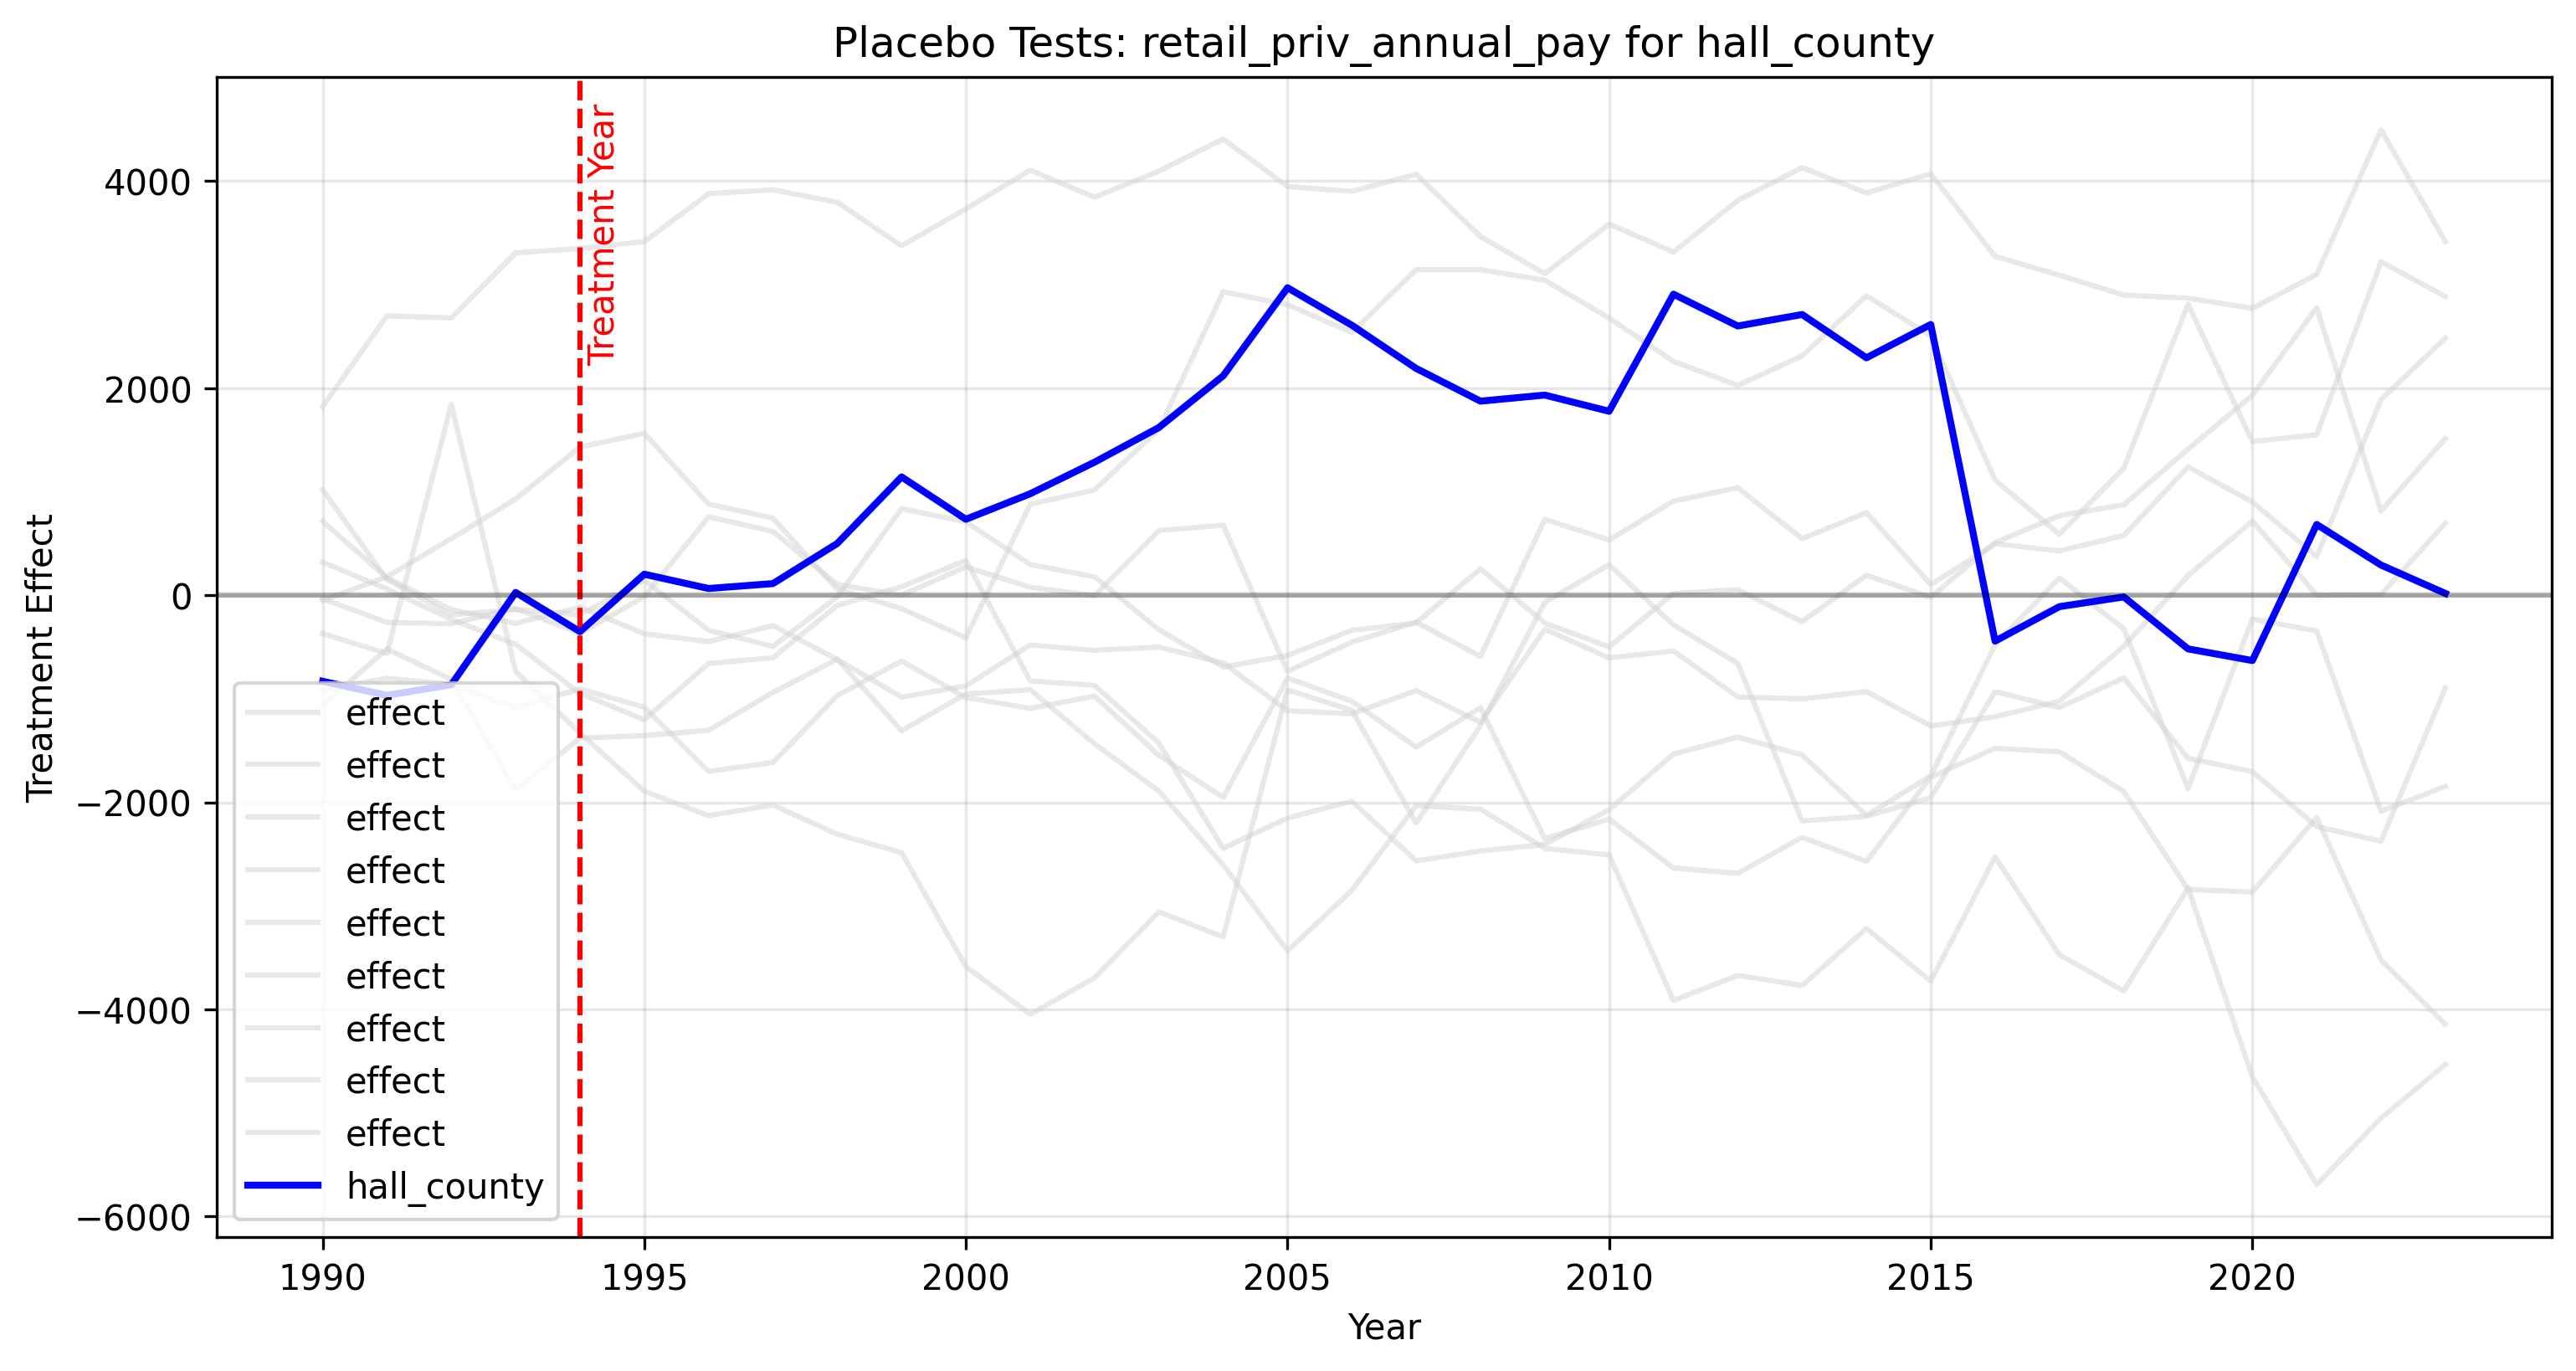 Placebo Tests: retail_priv_annual_pay for hall_county
Treatment Effect
4000
2000
0
−2000
−4000
−6000
Treatment Year
effect
effect
effect
effect
effect
effect
effect
effect
effect
hall_county
1990
1995
2000
2005
2010
2015
2020
Year